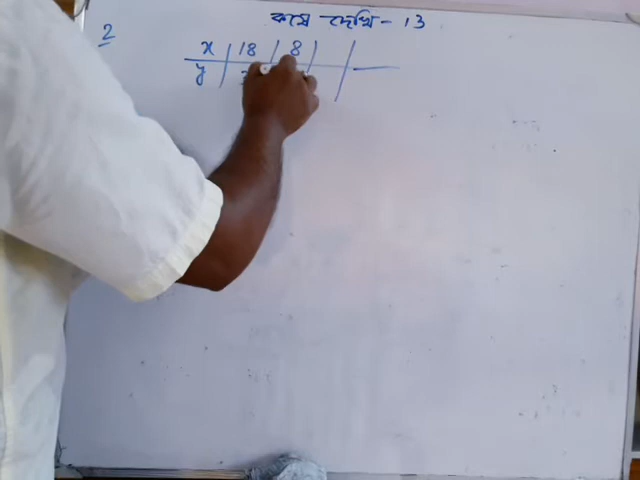 কষে দেখি - 13
2
x | 18 | 8 |
y